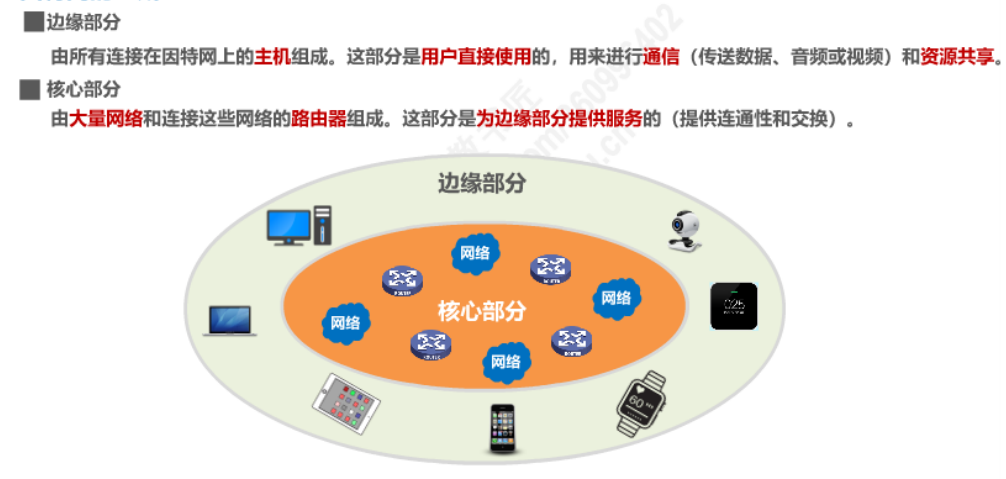 边缘部分
由所有连接在因特网上的主机组成。这部分是用户直接使用的，用来进行通信（传送数据、音频或视频）和资源共享。
核心部分
由大量网络和连接这些网络的路由器组成。这部分是为边缘部分提供服务的（提供连通性和交换）。
边缘部分
网络
ROUTER
ROUTER
网络
核心部分
网络
ROUTER
ROUTER
网络
025
60